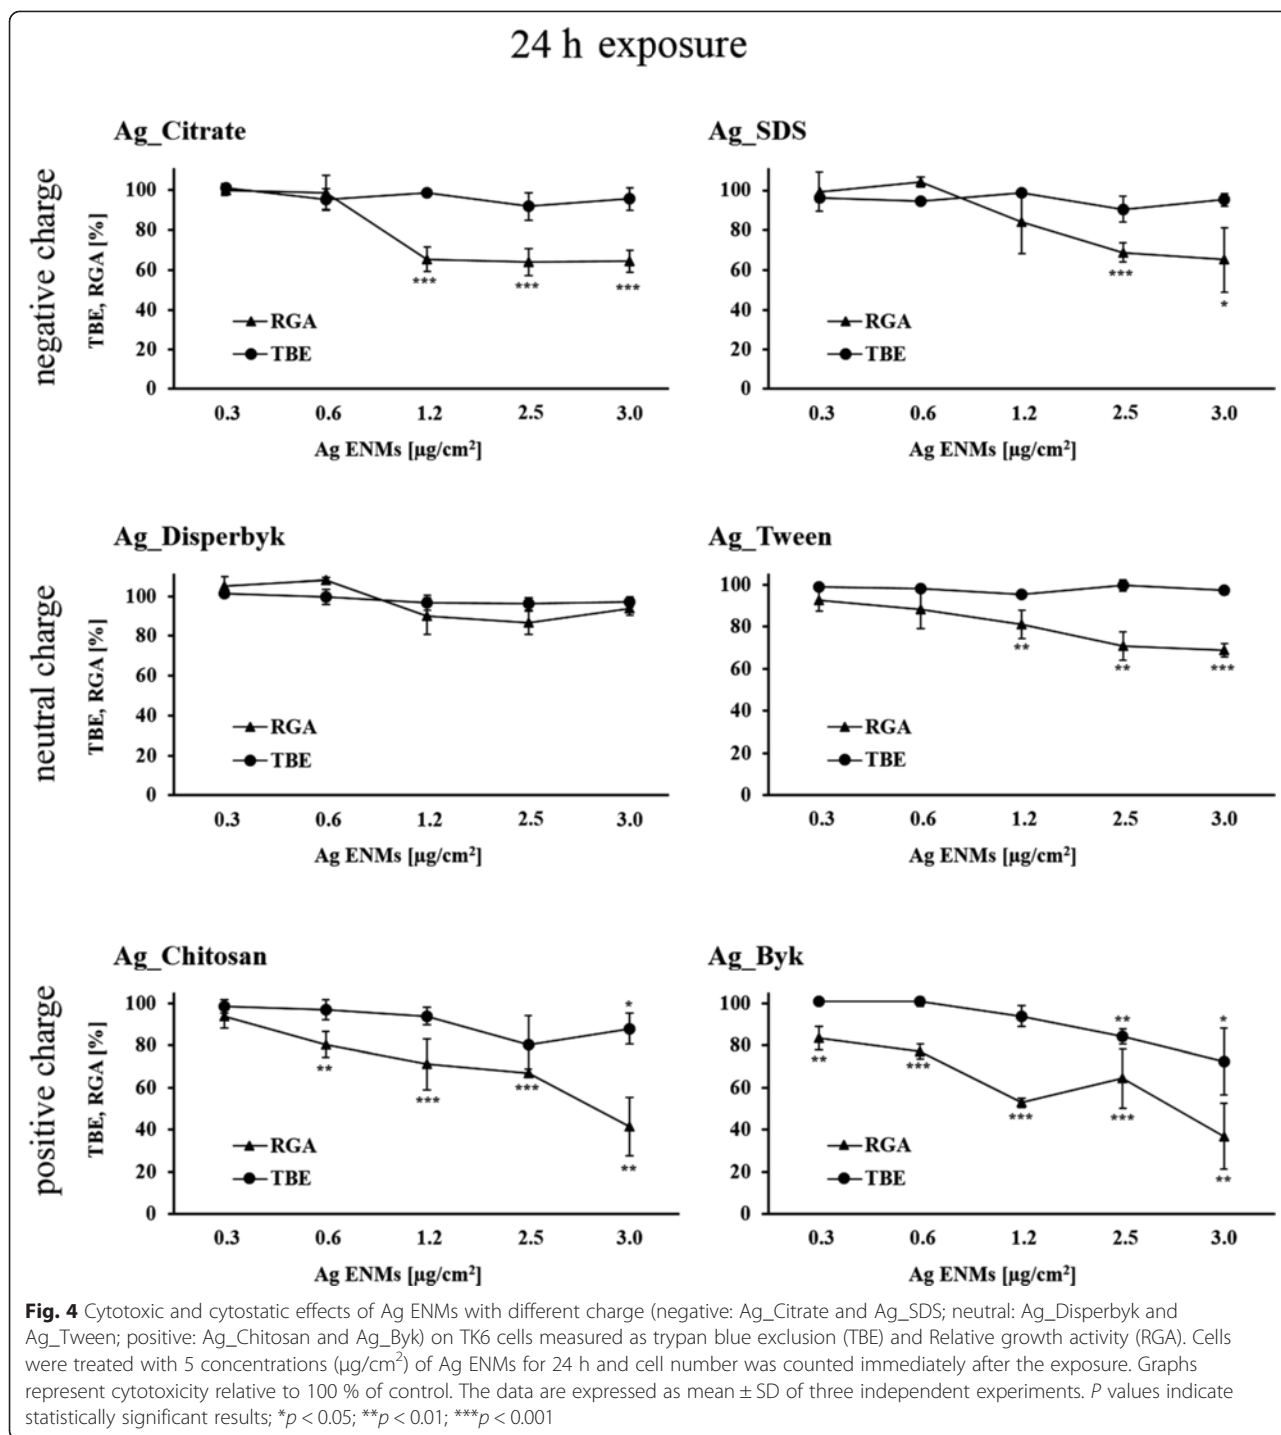 24 h exposure
negative charge
Ag_Citrate
TBE, RGA [%]
100
80
60
40
20
0
***
***
***
RGA
TBE
0.3 0.6 1.2 2.5 3.0
Ag ENMs [µg/cm²]
Ag_SDS
100
80
60
40
20
0
***
*
RGA
TBE
0.3 0.6 1.2 2.5 3.0
Ag ENMs [µg/cm²]
neutral charge
Ag_Disperbyk
TBE, RGA [%]
100
80
60
40
20
0
RGA
TBE
0.3 0.6 1.2 2.5 3.0
Ag ENMs [µg/cm²]
Ag_Tween
100
80
60
40
20
0
**
**
***
RGA
TBE
0.3 0.6 1.2 2.5 3.0
Ag ENMs [µg/cm²]
positive charge
Ag_Chitosan
TBE, RGA [%]
100
80
60
40
20
0
*
**
***
***
**
RGA
TBE
0.3 0.6 1.2 2.5 3.0
Ag ENMs [µg/cm²]
Ag_Byk
100
80
60
40
20
0
**
*
**
***
***
***
**
RGA
TBE
0.3 0.6 1.2 2.5 3.0
Ag ENMs [µg/cm²]
Fig. 4 Cytotoxic and cytostatic effects of Ag ENMs with different charge (negative: Ag_Citrate and Ag_SDS; neutral: Ag_Disperbyk and
Ag_Tween; positive: Ag_Chitosan and Ag_Byk) on TK6 cells measured as trypan blue exclusion (TBE) and Relative growth activity (RGA). Cells
were treated with 5 concentrations (µg/cm²) of Ag ENMs for 24 h and cell number was counted immediately after the exposure. Graphs
represent cytotoxicity relative to 100 % of control. The data are expressed as mean ± SD of three independent experiments. P values indicate
statistically significant results; *p < 0.05; **p < 0.01; ***p < 0.001